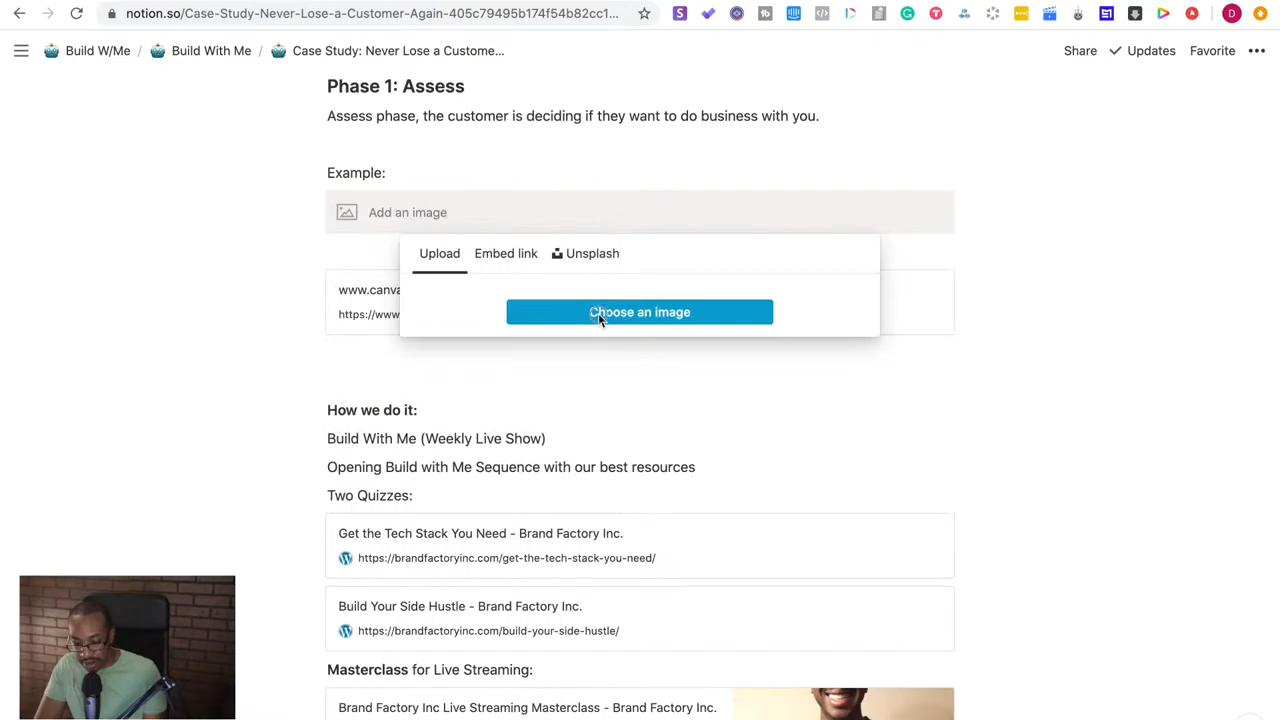 notion.so/Case-Study-Never-Lose-a-Customer-Again-405c79495b174f54b82cc1...
Build W/Me / Build With Me / Case Study: Never Lose a Custome...
Share Updates Favorite •••
Phase 1: Assess
Assess phase, the customer is deciding if they want to do business with you.
Example:
Add an image
Upload Embed link Unsplash
www.canva
https://www
Choose an image
How we do it:
Build With Me (Weekly Live Show)
Opening Build with Me Sequence with our best resources
Two Quizzes:
Get the Tech Stack You Need - Brand Factory Inc.
https://brandfactoryinc.com/get-the-tech-stack-you-need/
Build Your Side Hustle - Brand Factory Inc.
https://brandfactoryinc.com/build-your-side-hustle/
Masterclass for Live Streaming:
Brand Factory Inc Live Streaming Masterclass - Brand Factory Inc.